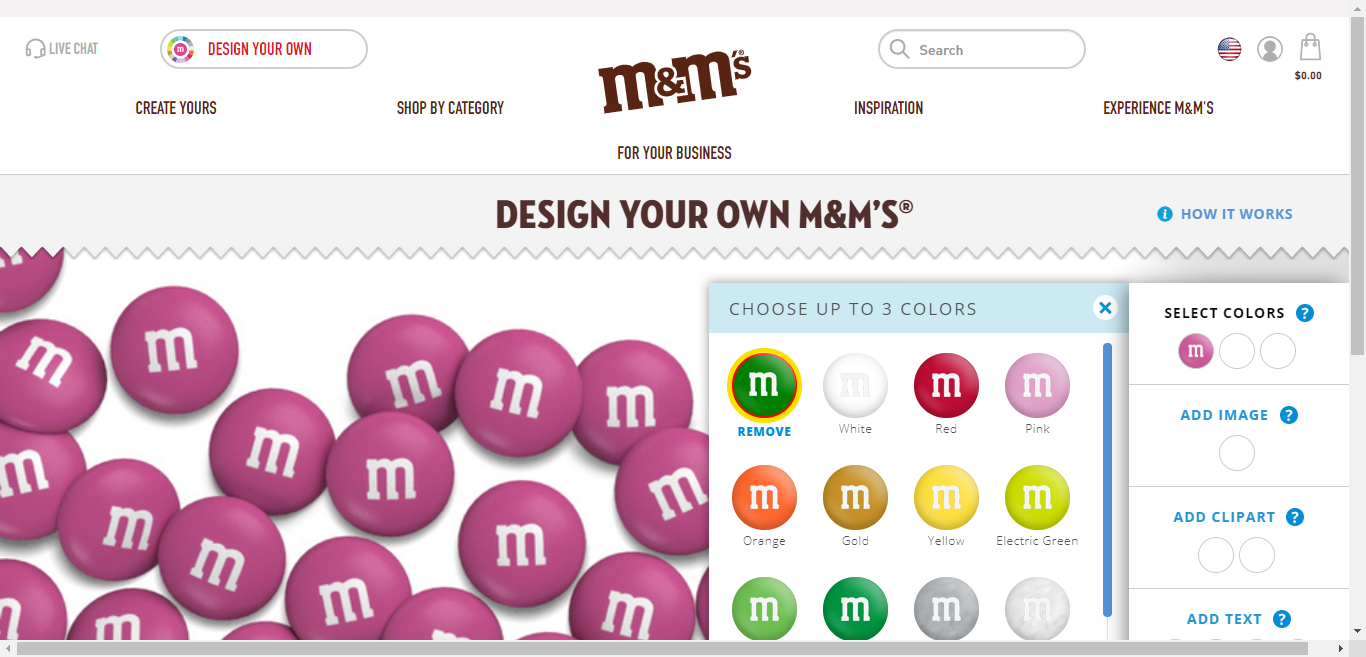 LIVE CHAT
DESIGN YOUR OWN
m&m's®
Search
$0.00
CREATE YOURS
SHOP BY CATEGORY
INSPIRATION
EXPERIENCE M&M'S
FOR YOUR BUSINESS
DESIGN YOUR OWN M&M'S®
HOW IT WORKS
CHOOSE UP TO 3 COLORS
SELECT COLORS ?
m
m m m m
REMOVE White Red Pink
ADD IMAGE ?
m m m m
Orange Gold Yellow Electric Green
ADD CLIPART ?
m m m m
ADD TEXT ?
m m m m m m m m m m m m m m m m